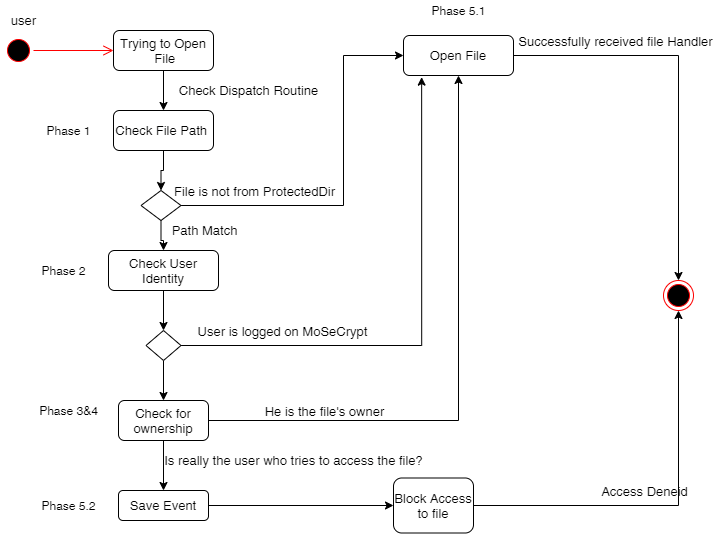 Phase 5.1
user
Trying to Open
File
Open File
Successfully received file Handler
Check Dispatch Routine
Phase 1
Check File Path
File is not from ProtectedDir
Path Match
Phase 2
Check User
Identity
User is logged on MoSeCrypt
Phase 3&4
Check for
ownership
He is the file's owner
Is really the user who tries to access the file?
Phase 5.2
Save Event
Block Access
to file
Access Deneid